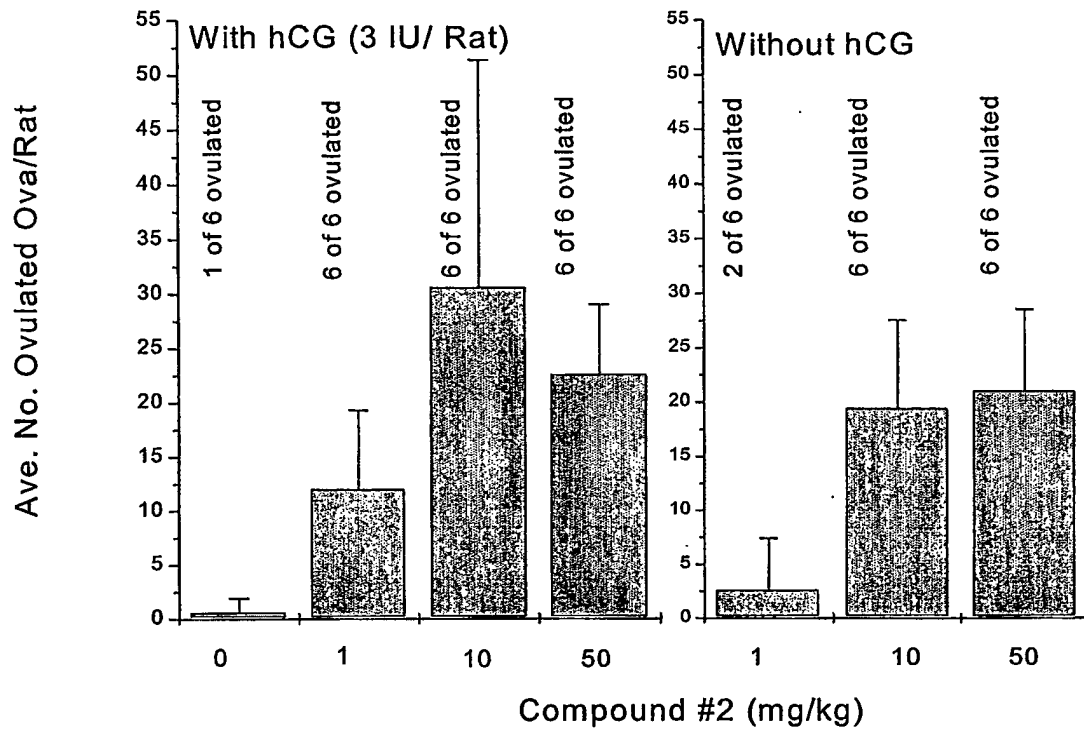 With hCG (3 IU/ Rat)
Without hCG
Ave. No. Ovulated Ova/Rat
55
50
45
40
35
30
25
20
15
10
5
0
1 of 6 ovulated
6 of 6 ovulated
6 of 6 ovulated
6 of 6 ovulated
0
1
10
50
55
50
45
40
35
30
25
20
15
10
5
0
2 of 6 ovulated
6 of 6 ovulated
6 of 6 ovulated
1
10
50
Compound #2 (mg/kg)